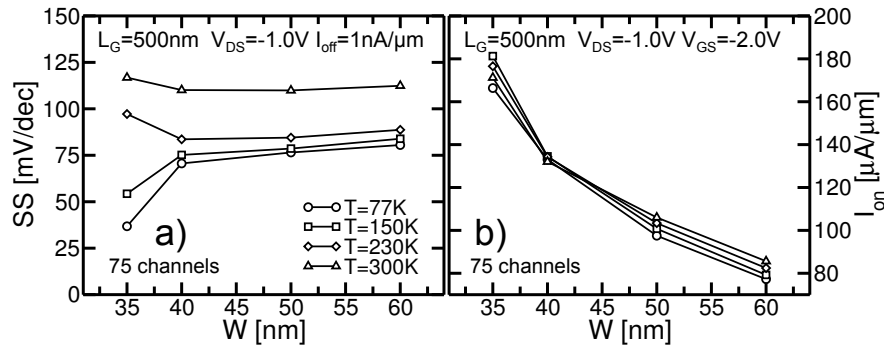 150
125
100
75
50
25
0
SS [mV/dec]
L_G=500nm V_DS=-1.0V I_off=1nA/μm
a)
75 channels
T=77K
T=150K
T=230K
T=300K
35 40 45 50 55 60
W [nm]
L_G=500nm V_DS=-1.0V V_GS=-2.0V
b)
75 channels
35 40 45 50 55 60
W [nm]
200
180
160
140
120
100
80
I_on [μA/μm]